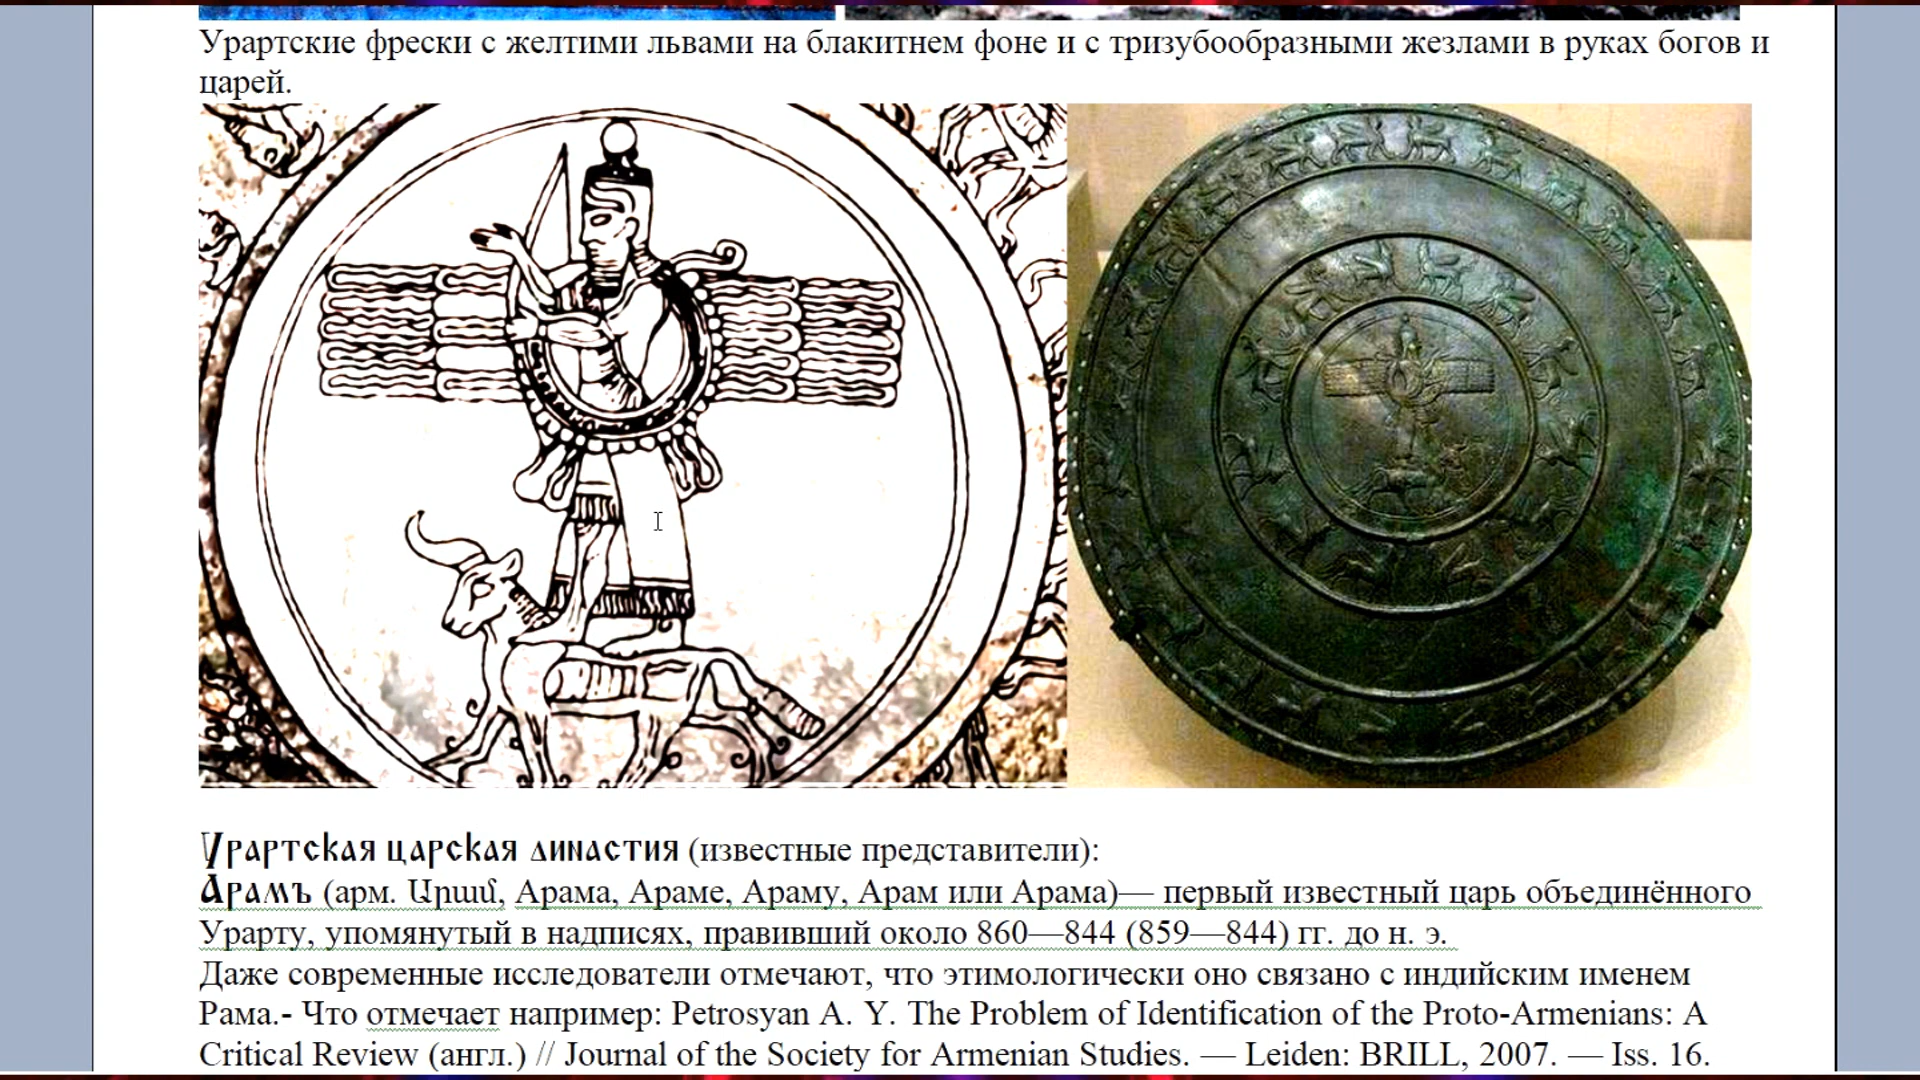 Урартские фрески с желтими львами на блакитнем фоне и с тризубообразными жезлами в руках богов и
царей.
Урартская царская династия (известные представители):
Арамъ (арм. Արամ, Арама, Араме, Араму, Арам или Арама)— первый известный царь объединённого
Урарту, упомянутый в надписях, правивший около 860—844 (859—844) гг. до н. э.
Даже современные исследователи отмечают, что этимологически оно связано с индийским именем
Рама.- Что отмечает например: Petrosyan A. Y. The Problem of Identification of the Proto-Armenians: A
Critical Review (англ.) // Journal of the Society for Armenian Studies. — Leiden: BRILL, 2007. — Iss. 16.